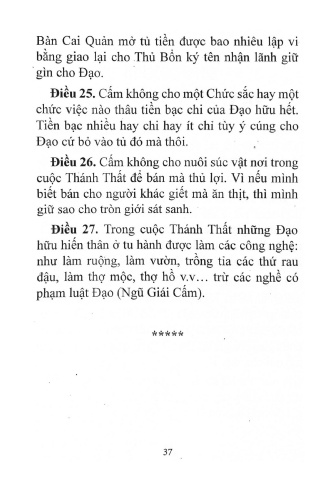 Bàn Cai Quản mở tủ tiền được bao nhiêu lập vi
bằng giao lại cho Thủ Bổn ký tên nhận lãnh giữ
gìn cho Đạo.
Điều 25. Cấm không cho một Chức sắc hay một
chức việc nào thâu tiền bạc chi của Đạo hữu hết.
Tiền bạc nhiều hay chi hay ít chi tùy ý cúng cho
Đạo cứ bỏ vào tủ đó mà thôi.
Điều 26. Cấm không cho nuôi súc vật nơi trong
cuộc Thánh Thất để bán mà thủ lợi. Vì nếu mình
biết bán cho người khác giết mà ăn thịt, thì mình
giữ sao cho tròn giới sát sanh.
Điều 27. Trong cuộc Thánh Thất những Đạo
hữu hiến thân ở tu hành được làm các công nghệ:
như làm ruộng, làm vườn, trồng tỉa các thứ rau
đậu, làm thợ mộc, thợ hồ v.v... trừ các nghề có
phạm luật Đạo (Ngũ Giái Cấm).
*****
37